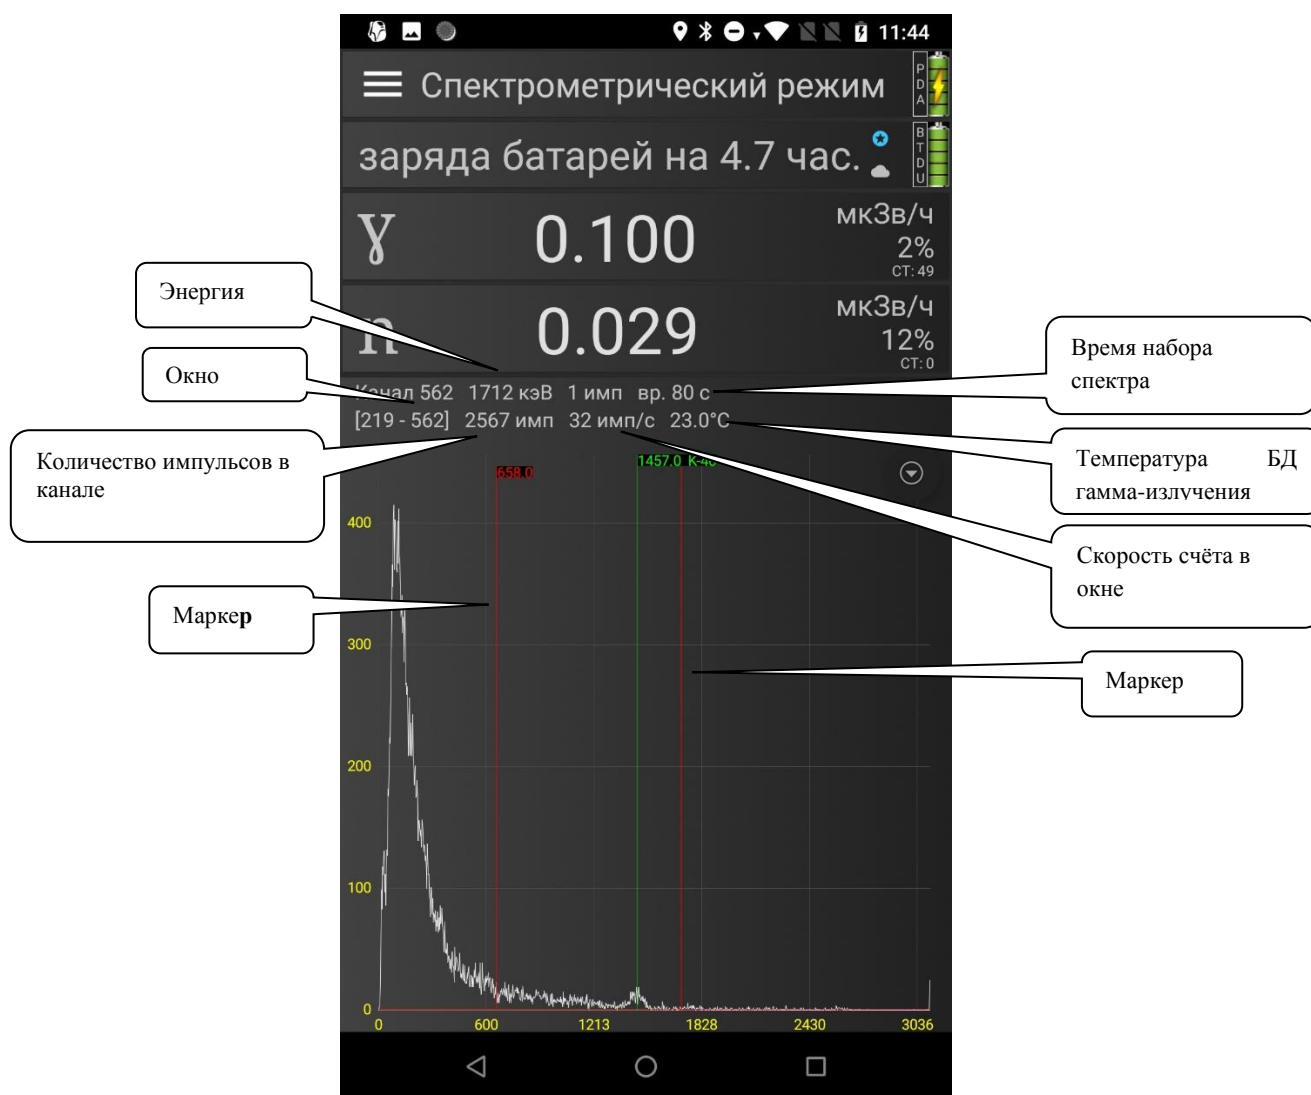 11:44
Спектрометрический режим
PDA
заряда батарей на 4.7 час.
BTDU
γ 0.100 мкЗв/ч
2%
СТ: 49
n 0.029 мкЗв/ч
12%
СТ: 0
Канал 562 1712 кэВ 1 имп вр. 80 с
[219 - 562] 2567 имп 32 имп/с 23.0°C
658.0
1457.0 K-40
400
300
200
100
0
0 600 1213 1828 2430 3036
Энергия
Окно
Количество импульсов в
канале
Маркер
Время набора
спектра
Температура БД
гамма-излучения
Скорость счёта в
окне
Маркер